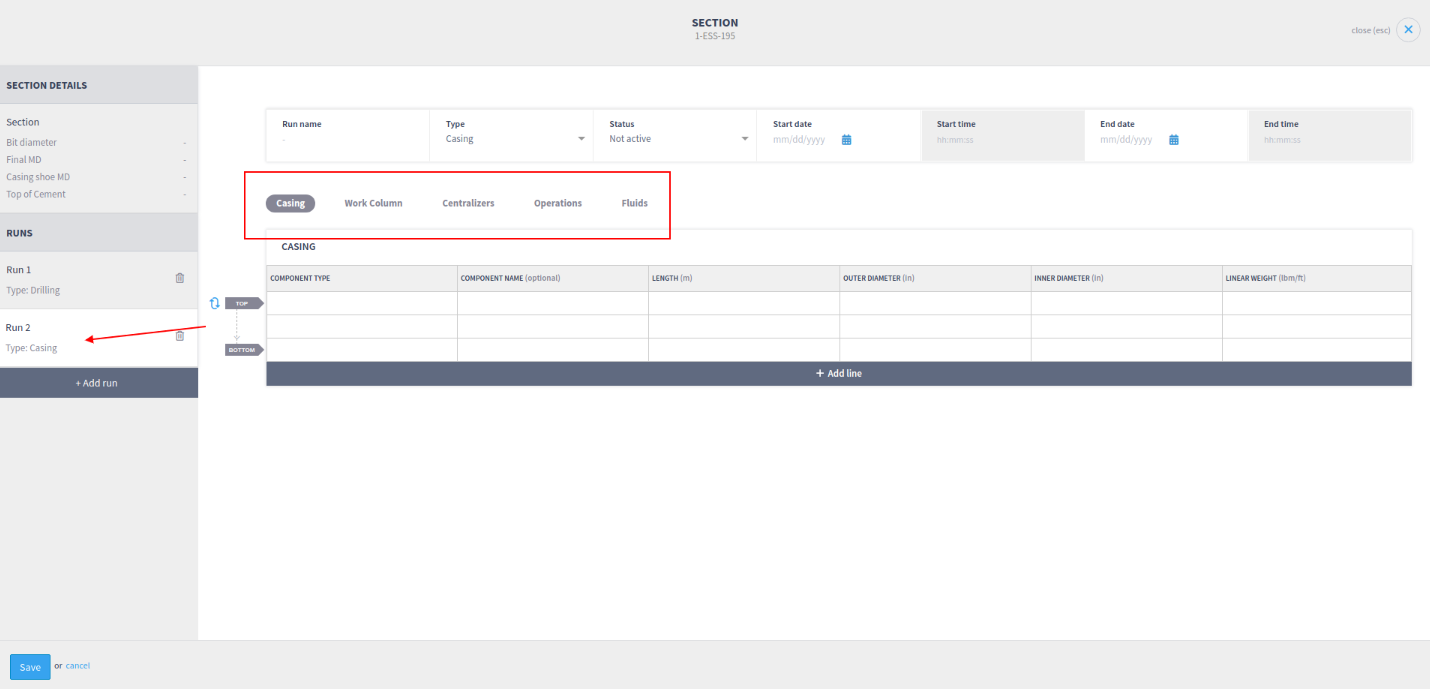 SECTION
1-ESS-195
close (esc)
SECTION DETAILS
Section
Bit diameter -
Final MD -
Casing shoe MD -
Top of Cement -
RUNS
Run 1
Type: Drilling
Run 2
Type: Casing
+ Add run
Run name Type Status Start date Start time End date End time
- Casing Not active mm/dd/yyyy hh:mm:ss mm/dd/yyyy hh:mm:ss
Casing Work Column Centralizers Operations Fluids
CASING
COMPONENT TYPE COMPONENT NAME (optional) LENGTH (m) OUTER DIAMETER (in) INNER DIAMETER (in) LINEAR WEIGHT (lbm/ft)
TOP
BOTTOM
+ Add line
Save or cancel